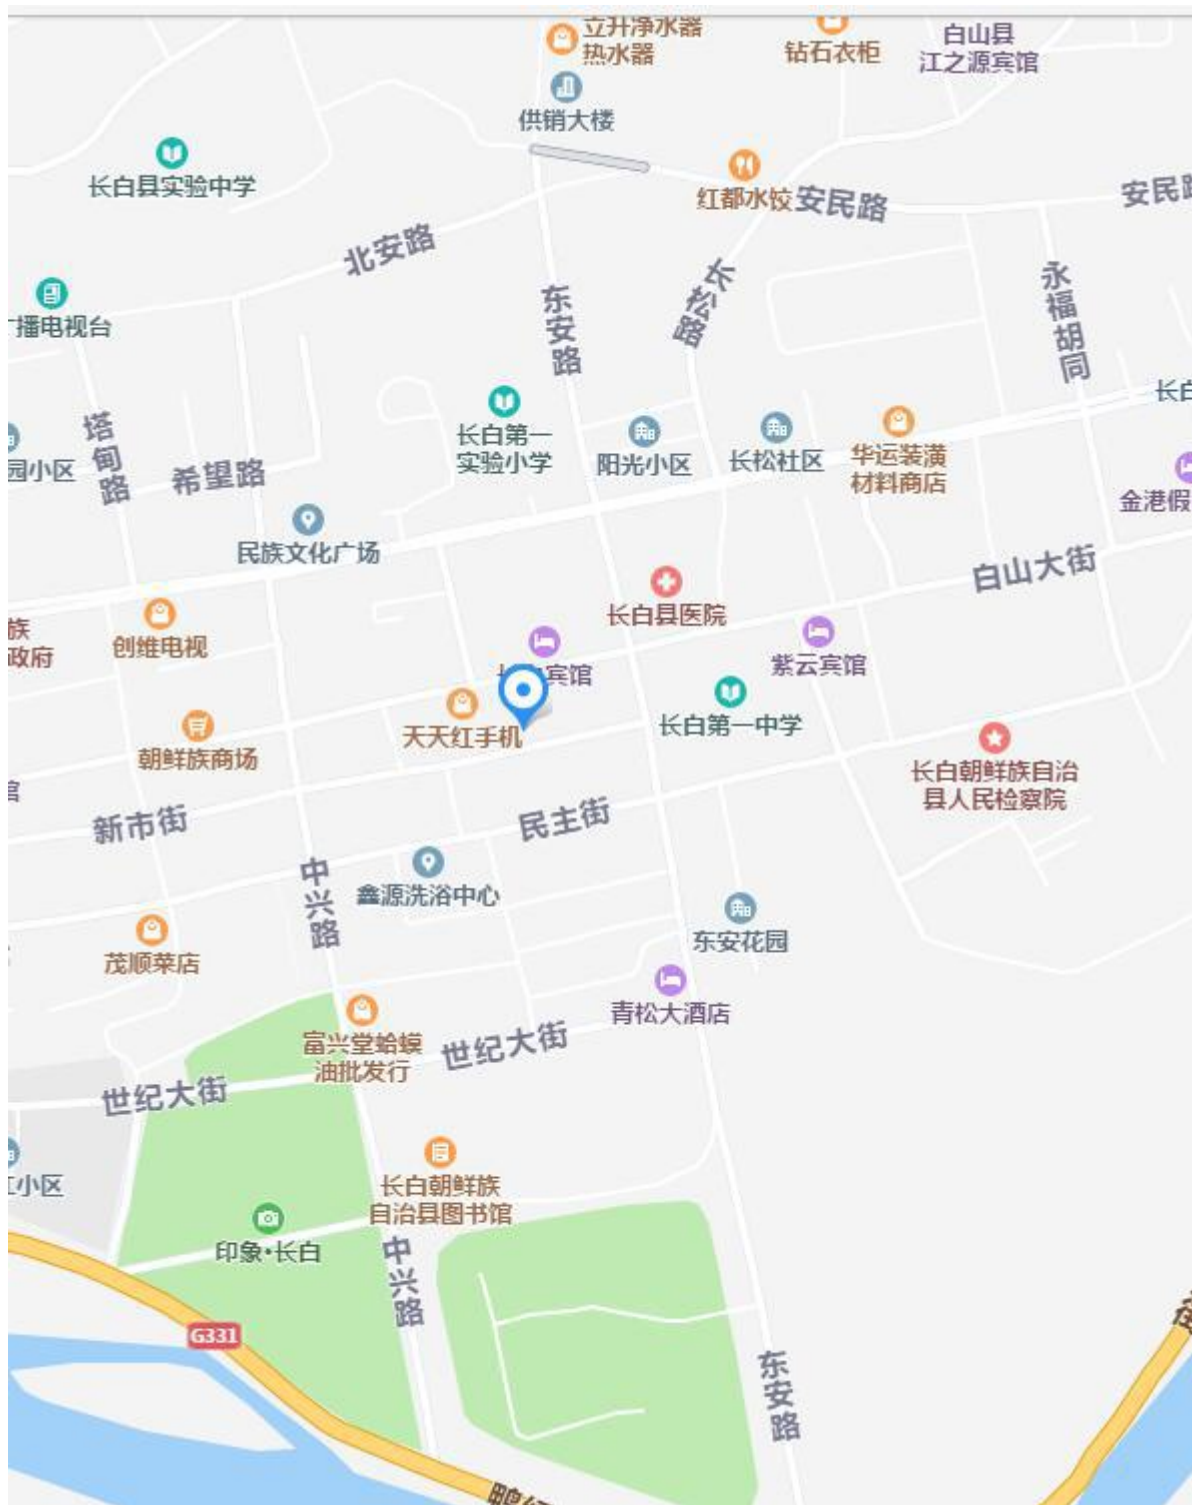 立升净水器
热水器
钻石衣柜
白山县
江之源宾馆
供销大楼
长白县实验中学
红都水饺
安民路
安民路
北安路
长松路
永福胡同
东安路
播电视台
塔甸路
长白第一
实验小学
阳光小区
长松社区
华运装潢
材料商店
长白
园小区
希望路
金港假
民族文化广场
白山大街
长白县医院
族
政府
创维电视
宾馆
紫云宾馆
天天红手机
长白第一中学
朝鲜族商场
长白朝鲜族自治
县人民检察院
新市街
民主街
中兴路
鑫源洗浴中心
东安花园
茂顺菜店
青松大酒店
富兴堂蛤蟆
油批发行
世纪大街
世纪大街
小区
长白朝鲜族
自治县图书馆
印象·长白
中兴路
G331
东安路